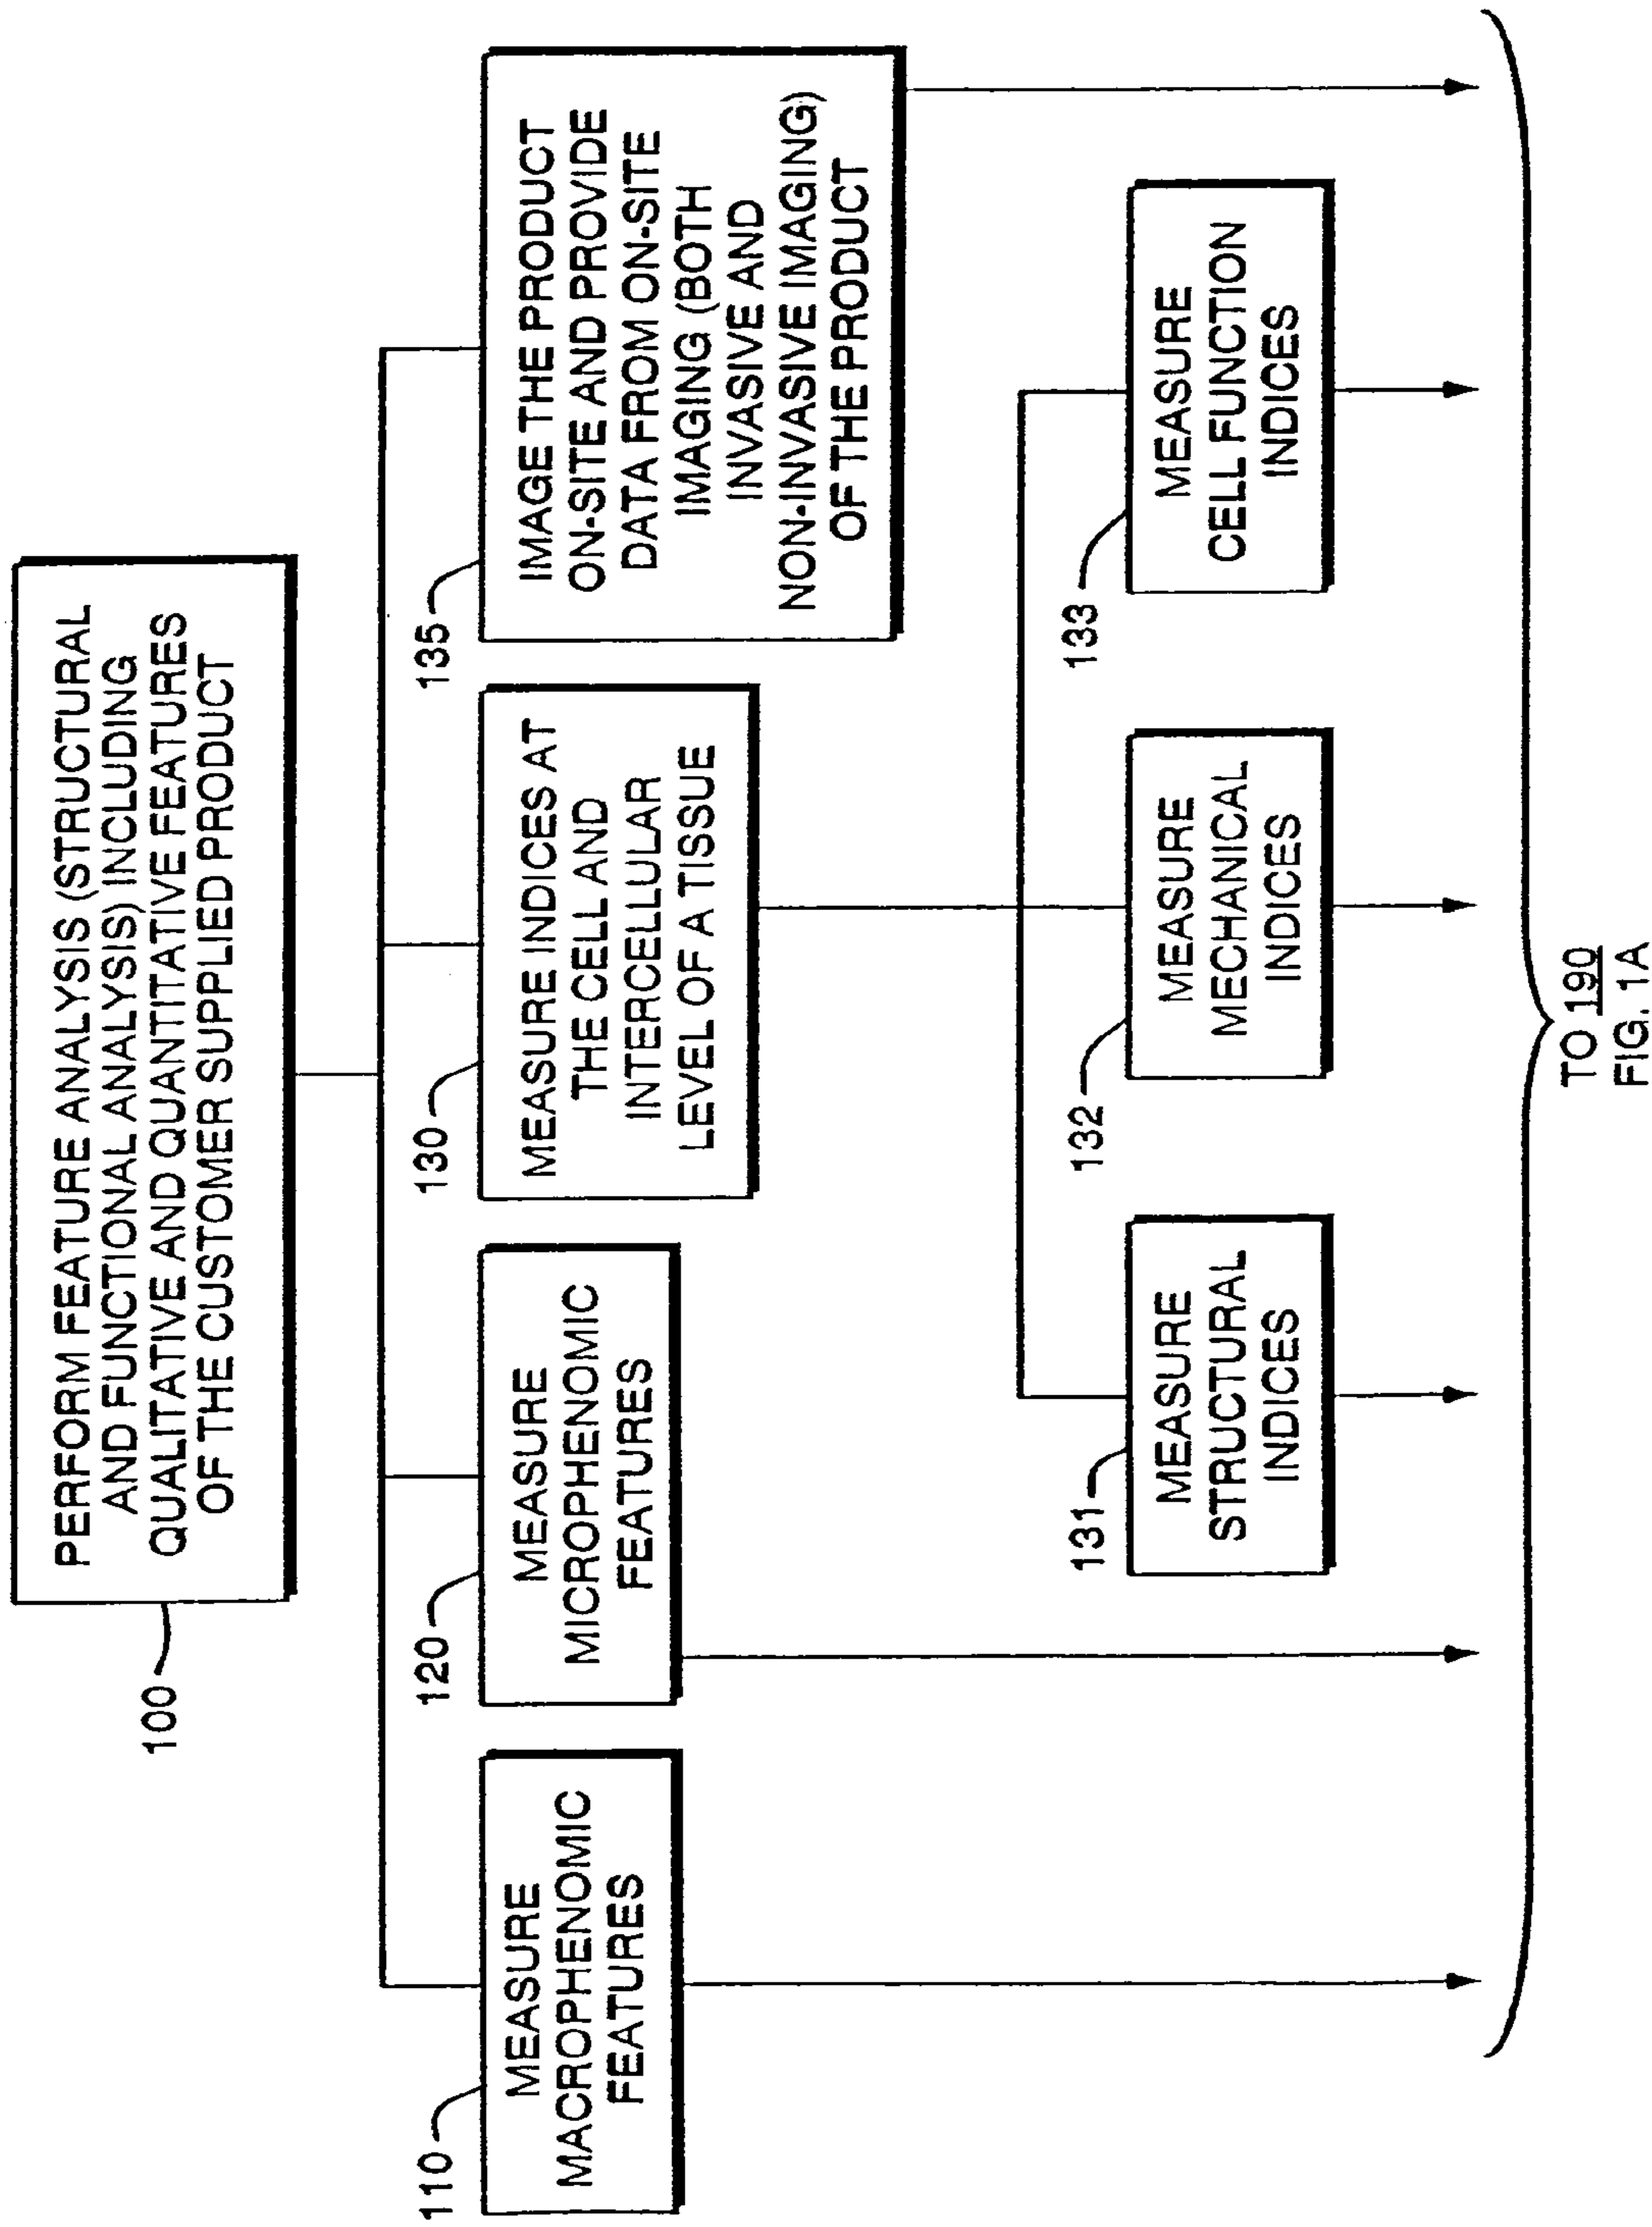 100
PERFORM FEATURE ANALYSIS (STRUCTURAL
AND FUNCTIONAL ANALYSIS) INCLUDING
QUALITATIVE AND QUANTITATIVE FEATURES
OF THE CUSTOMER SUPPLIED PRODUCT
110
MEASURE
MACROPHENOMIC
FEATURES
120
MEASURE
MICROPHENOMIC
FEATURES
130
MEASURE INDICES AT
THE CELL AND
INTERCELLULAR
LEVEL OF A TISSUE
135
IMAGE THE PRODUCT
ON-SITE AND PROVIDE
DATA FROM ON-SITE
IMAGING (BOTH
INVASIVE AND
NON-INVASIVE IMAGING)
OF THE PRODUCT
131
MEASURE
STRUCTURAL
INDICES
132
MEASURE
MECHANICAL
INDICES
133
MEASURE
CELL FUNCTION
INDICES
TO 190
FIG. 1A